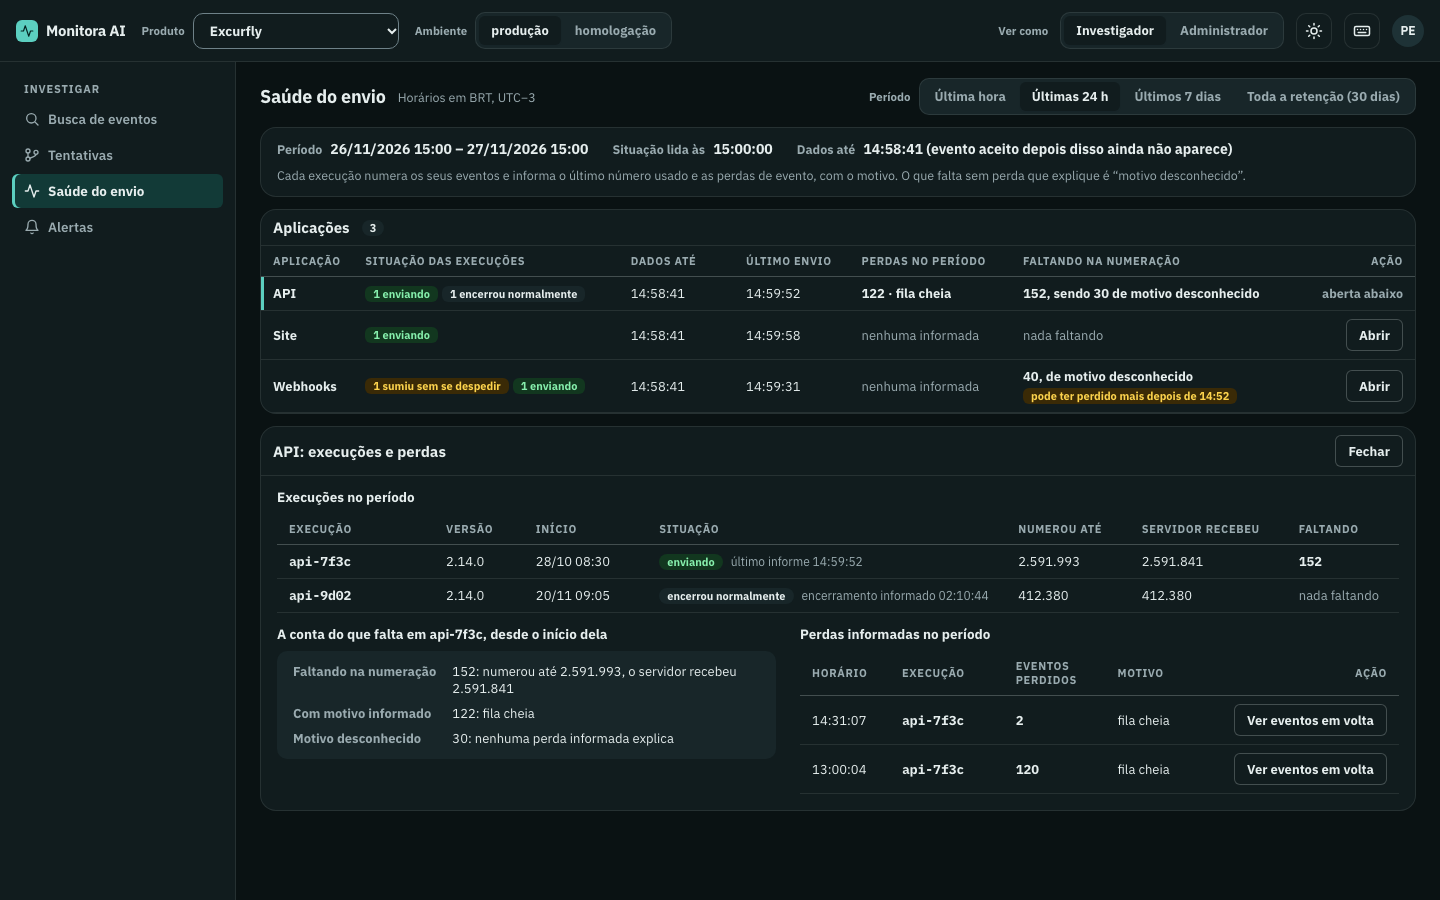 Monitora AI Produto Excurfly Ambiente produção homologação Ver como Investigador Administrador PE
INVESTIGAR
Busca de eventos
Tentativas
Saúde do envio
Alertas
Saúde do envio Horários em BRT, UTC−3 Período Última hora Últimas 24 h Últimos 7 dias Toda a retenção (30 dias)
Período 26/11/2026 15:00 – 27/11/2026 15:00 Situação lida às 15:00:00 Dados até 14:58:41 (evento aceito depois disso ainda não aparece)
Cada execução numera os seus eventos e informa o último número usado e as perdas de evento, com o motivo. O que falta sem perda que explique é “motivo desconhecido”.
Aplicações 3
APLICAÇÃO SITUAÇÃO DAS EXECUÇÕES DADOS ATÉ ÚLTIMO ENVIO PERDAS NO PERÍODO FALTANDO NA NUMERAÇÃO AÇÃO
API 1 enviando 1 encerrou normalmente 14:58:41 14:59:52 122 · fila cheia 152, sendo 30 de motivo desconhecido aberta abaixo
Site 1 enviando 14:58:41 14:59:58 nenhuma informada nada faltando Abrir
Webhooks 1 sumiu sem se despedir 1 enviando 14:58:41 14:59:31 nenhuma informada 40, de motivo desconhecido Abrir
pode ter perdido mais depois de 14:52
API: execuções e perdas Fechar
Execuções no período
EXECUÇÃO VERSÃO INÍCIO SITUAÇÃO NUMEROU ATÉ SERVIDOR RECEBEU FALTANDO
api-7f3c 2.14.0 28/10 08:30 enviando último informe 14:59:52 2.591.993 2.591.841 152
api-9d02 2.14.0 20/11 09:05 encerrou normalmente encerramento informado 02:10:44 412.380 412.380 nada faltando
A conta do que falta em api-7f3c, desde o início dela
Faltando na numeração 152: numerou até 2.591.993, o servidor recebeu
2.591.841
Com motivo informado 122: fila cheia
Motivo desconhecido 30: nenhuma perda informada explica
Perdas informadas no período
HORÁRIO EXECUÇÃO EVENTOS PERDIDOS MOTIVO AÇÃO
14:31:07 api-7f3c 2 fila cheia Ver eventos em volta
13:00:04 api-7f3c 120 fila cheia Ver eventos em volta